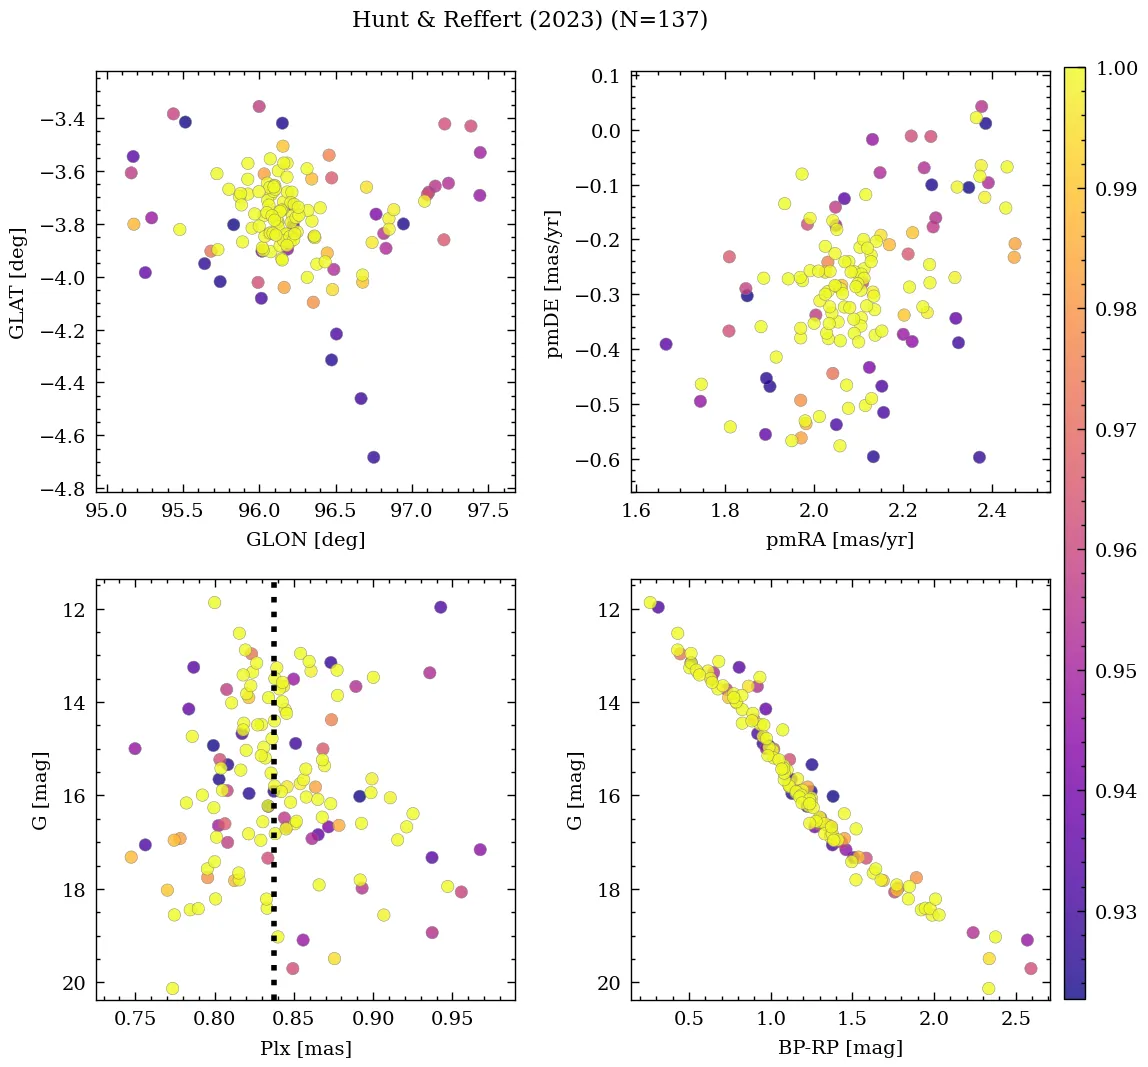 Hunt & Reffert (2023) (N=137)
−3.4
−3.6
−3.8
−4.0
−4.2
−4.4
−4.6
−4.8
GLAT [deg]
95.0 95.5 96.0 96.5 97.0 97.5
GLON [deg]
0.1
0.0
−0.1
−0.2
−0.3
−0.4
−0.5
−0.6
pmDE [mas/yr]
1.6 1.8 2.0 2.2 2.4
pmRA [mas/yr]
1.00
0.99
0.98
0.97
0.96
0.95
0.94
0.93
12
14
16
18
20
G [mag]
0.75 0.80 0.85 0.90 0.95
Plx [mas]
12
14
16
18
20
G [mag]
0.5 1.0 1.5 2.0 2.5
BP-RP [mag]